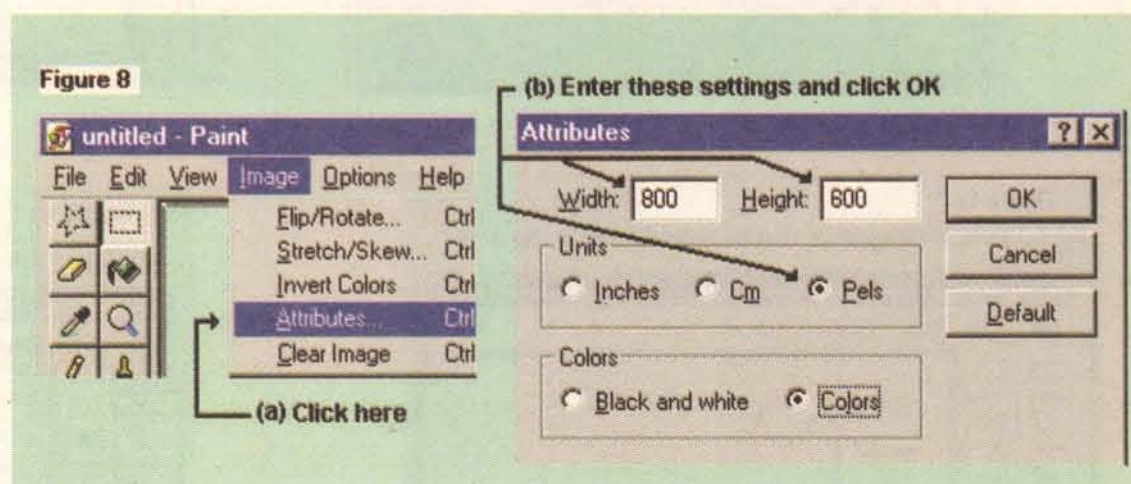 Figure 8
(b) Enter these settings and click OK
untitled - Paint
File Edit View Image Options Help
Flip/Rotate... Ctrl
Stretch/Skew... Ctrl
Invert Colors Ctrl
Attributes... Ctrl
Clear Image Ctrl
(a) Click here
Attributes
Width: 800 Height: 600
OK
Units
Cancel
Inches Cm Pels
Default
Colors
Black and white Colors